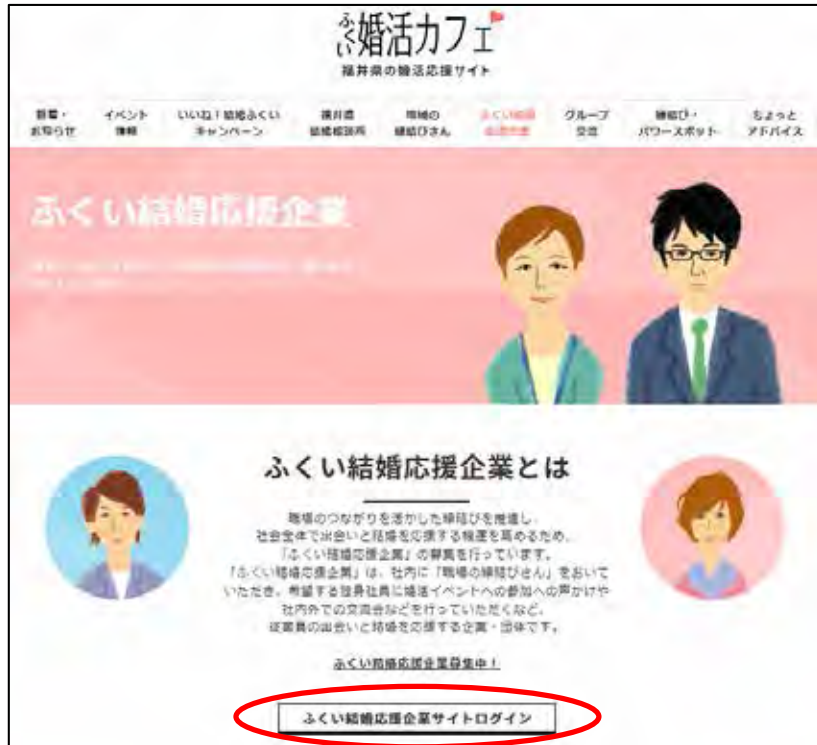 ふくい婚活カフェ
福井県の婚活応援サイト
新着・お知らせ
イベント情報
いいね！結婚ふくいキャンペーン
福井県結婚相談所
地域の縁結びさん
ふくい結婚応援企業
グループ交流
縁結び・パワースポット
ちょっとアドバイス
ふくい結婚応援企業
ふくい結婚応援企業とは
職場のつながりを活かした縁結びを推進し、
社会全体で出会いと結婚を応援する機運を高めるため、
「ふくい結婚応援企業」の募集を行っています。
「ふくい結婚応援企業」は、社内に「職場の縁結びさん」をおいて
いただき、希望する独身社員に婚活イベントへの参加への声かけや
社内外での交流会などを行っていただくなど、
従業員の出会いと結婚を応援する企業・団体です。
ふくい結婚応援企業募集中！
ふくい結婚応援企業サイトログイン